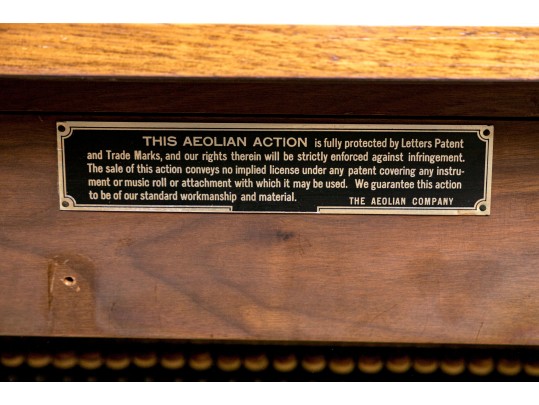 THIS AEOLIAN ACTION is fully protected by Letters Patent
and Trade Marks, and our rights therein will be strictly enforced against infringement.
The sale of this action conveys no implied license under any patent covering any instru-
ment or music roll or attachment with which it may be used. We guarantee this action
to be of our standard workmanship and material. THE AEOLIAN COMPANY